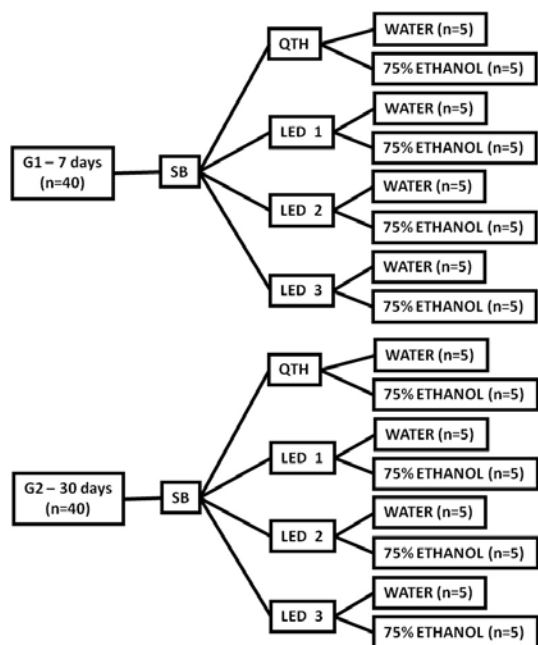 WATER (n=5)
QTH
75% ETHANOL (n=5)
WATER (n=5)
LED 1
75% ETHANOL (n=5)
G1 – 7 days
(n=40)
SB
WATER (n=5)
LED 2
75% ETHANOL (n=5)
WATER (n=5)
LED 3
75% ETHANOL (n=5)
WATER (n=5)
QTH
75% ETHANOL (n=5)
WATER (n=5)
LED 1
75% ETHANOL (n=5)
G2 – 30 days
(n=40)
SB
WATER (n=5)
LED 2
75% ETHANOL (n=5)
WATER (n=5)
LED 3
75% ETHANOL (n=5)